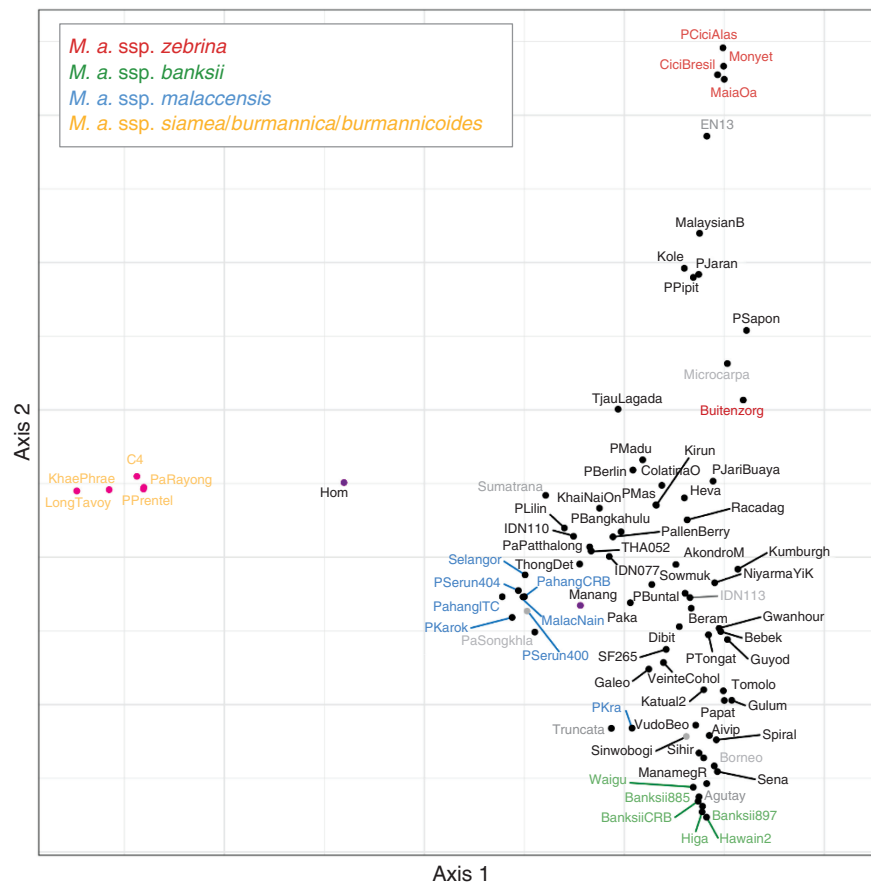 M. a. ssp. zebrina
M. a. ssp. banksii
M. a. ssp. malaccensis
M. a. ssp. siamea/burmannica/burmannicoides
PCiciAlas
Monyet
CiciBresil
MaiaOa
EN13
MalaysianB
Kole
PJaran
PPipit
PSapon
Microcarpa
Buitenzorg
TjauLagada
PMadu
Kirun
PBerlin
ColatinaO
PJariBuaya
C4
KhaePhrae
PaRayong
LongTavoy
PPrentel
Hom
Sumatrana
KhaiNaiOn
PMas
Heva
Racadag
PLilin
PBangkahulu
IDN110
PallenBerry
PaPatthalong
THA052
AkondroM
Kumburgh
Selangor
ThongDet
IDN077
Sowmuk
NiyarmaYiK
PSerun404
PahangCRB
Manang
PBuntal
IDN113
PahangITC
MalacNain
Paka
Beram
Gwanhour
PKarok
PaSongkhla
PSerun400
Dibit
Bebek
SF265
PTongat
Guyod
Galeo
VeinteCohol
Tomolo
Katual2
Gulum
PKra
Papat
Truncata
VudoBeo
Aivip
Spiral
Sinwobogi
Sihir
Borneo
Waigu
ManamegR
Sena
Banksii885
Agutay
BanksiiCRB
Banksii897
Higa
Hawain2
Axis 2
Axis 1